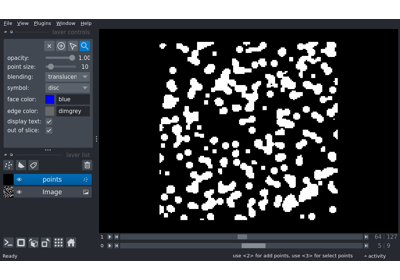 File View Plugins Window Help
layer controls
opacity: 1.00
point size: 10
blending: translucen
symbol: disc
face color: blue
edge color: dimgrey
display text:
out of slice:
layer list
points
Image
1 64 127
0 5 9
Ready use <2> for add points, use <3> for select points activity